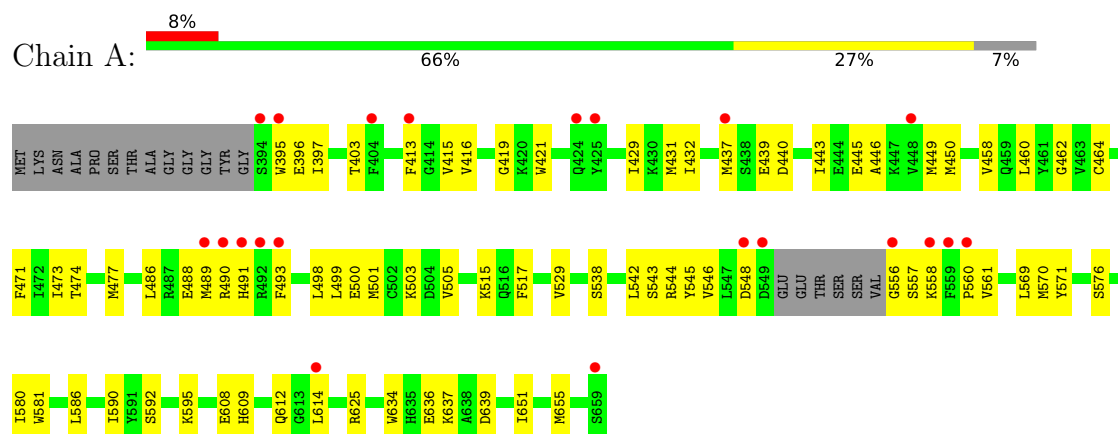 8%
Chain A:
66% 27% 7%
MET LYS ASN ALA PRO SER THR ALA GLY GLY GLY TYR GLY S394 W395 E396 I397 T403 F404 F413 G414 V415 V416 G419 K420 W421 Q424 Y425 I429 K430 M431 I432 M437 S438 E439 D440 I443 E444 E445 A446 K447 V448 M449 M450 V458 Q459 L460 Y461 G462 V463 C464
F471 I472 I473 T474 M477 L486 R487 E488 M489 R490 H491 R492 F493 L498 L499 E500 M501 C502 K503 D504 V505 K515 Q516 F517 V529 S538 L542 S543 R544 Y545 V546 L547 D548 D549 GLU GLU THR SER SER VAL G556 S557 K558 F559 P560 V561 L569 M570 Y571 S576
I580 W581 L586 I590 Y591 S592 K595 E608 H609 Q612 G613 L614 R625 W634 H635 E636 K637 A638 D639 I651 M655 S659